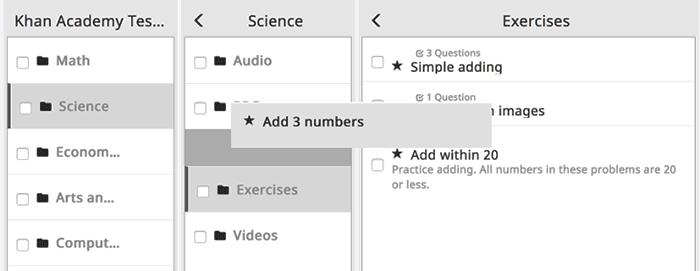 Khan Academy Tes...
Math
Science
Econom...
Arts an...
Comput...
Science
Audio
Exercises
Videos
Add 3 numbers
Exercises
3 Questions
Simple adding
1 Question
images
Add within 20
Practice adding. All numbers in these problems are 20
or less.